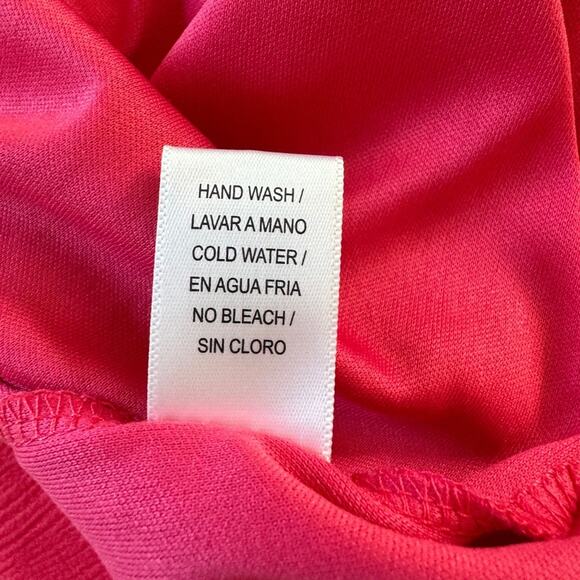 HAND WASH /
LAVAR A MANO
COLD WATER /
EN AGUA FRIA
NO BLEACH /
SIN CLORO